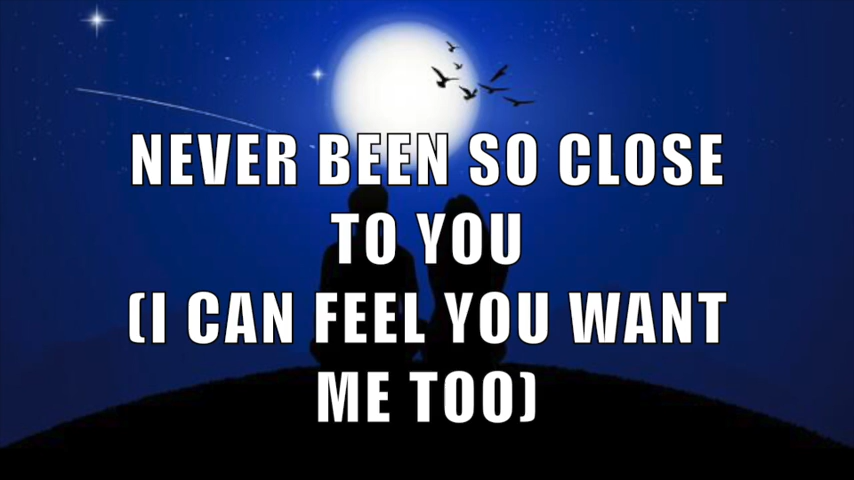 NEVER BEEN SO CLOSE
TO YOU
(I CAN FEEL YOU WANT
ME TOO)